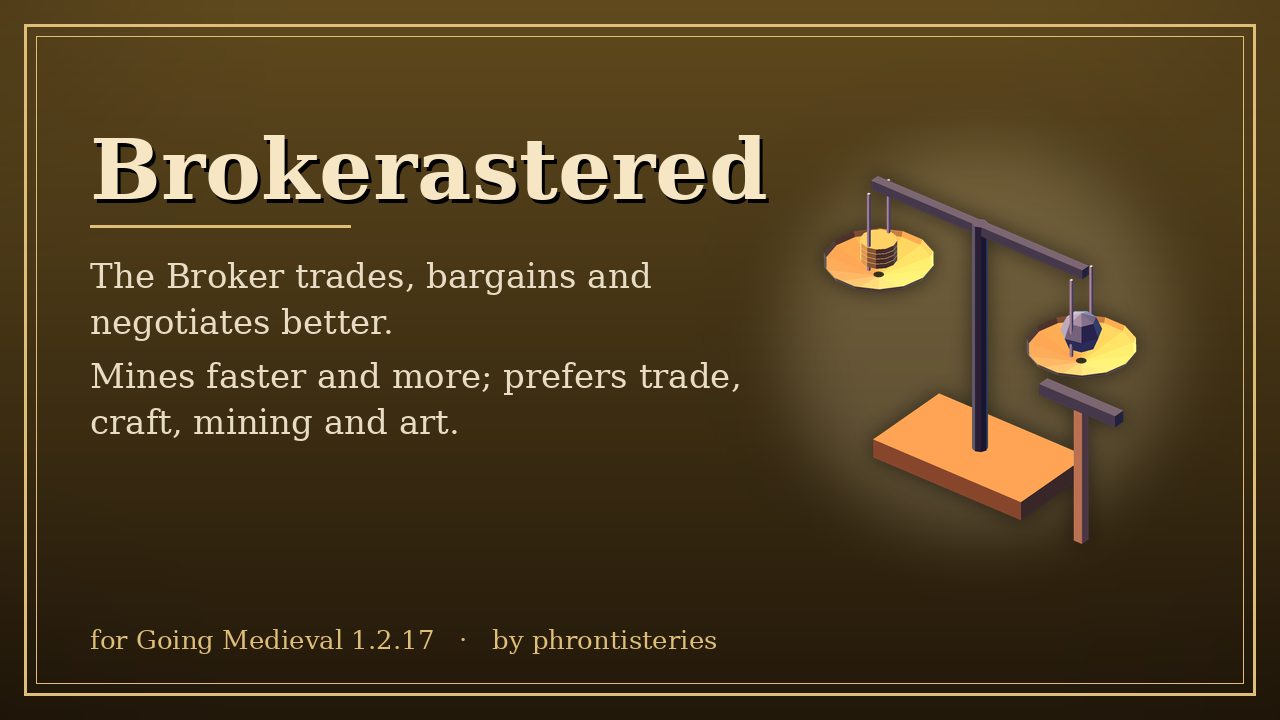 Brokerastered
The Broker trades, bargains and
negotiates better.
Mines faster and more; prefers trade,
craft, mining and art.
for Going Medieval 1.2.17 · by phrontisteries